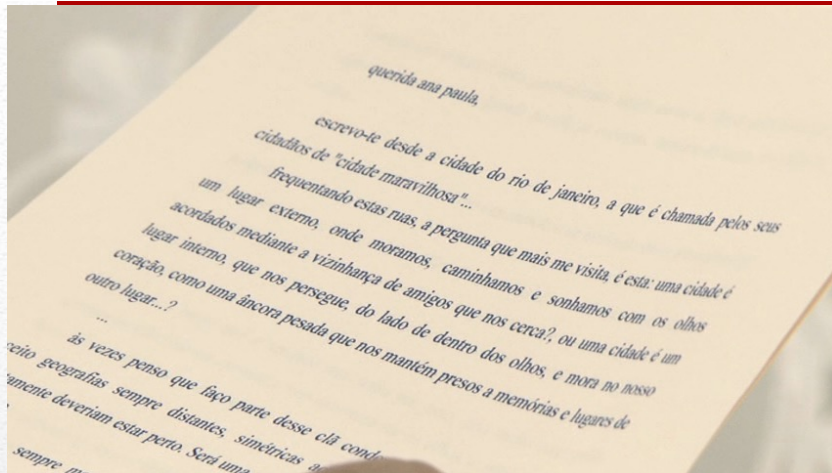 querida ana paula,
escrevo-te desde a cidade do rio de janeiro, a que é chamada pelos seus
cidadãos de "cidade maravilhosa"...
frequentando estas ruas, a pergunta que mais me visita, é esta: uma cidade é
um lugar externo, onde moramos, caminhamos e sonhamos com os olhos
acordados mediante a vizinhança de amigos que nos cerca?, ou uma cidade é um
lugar interno, que nos persegue, do lado de dentro dos olhos, e mora no nosso
coração, como uma âncora pesada que nos mantém presos a memórias e lugares de
outro lugar...?
...
às vezes penso que faço parte desse clã cond
ceito geografias sempre distantes, simétricas a
tamente deveriam estar perto. Será uma
sempre m